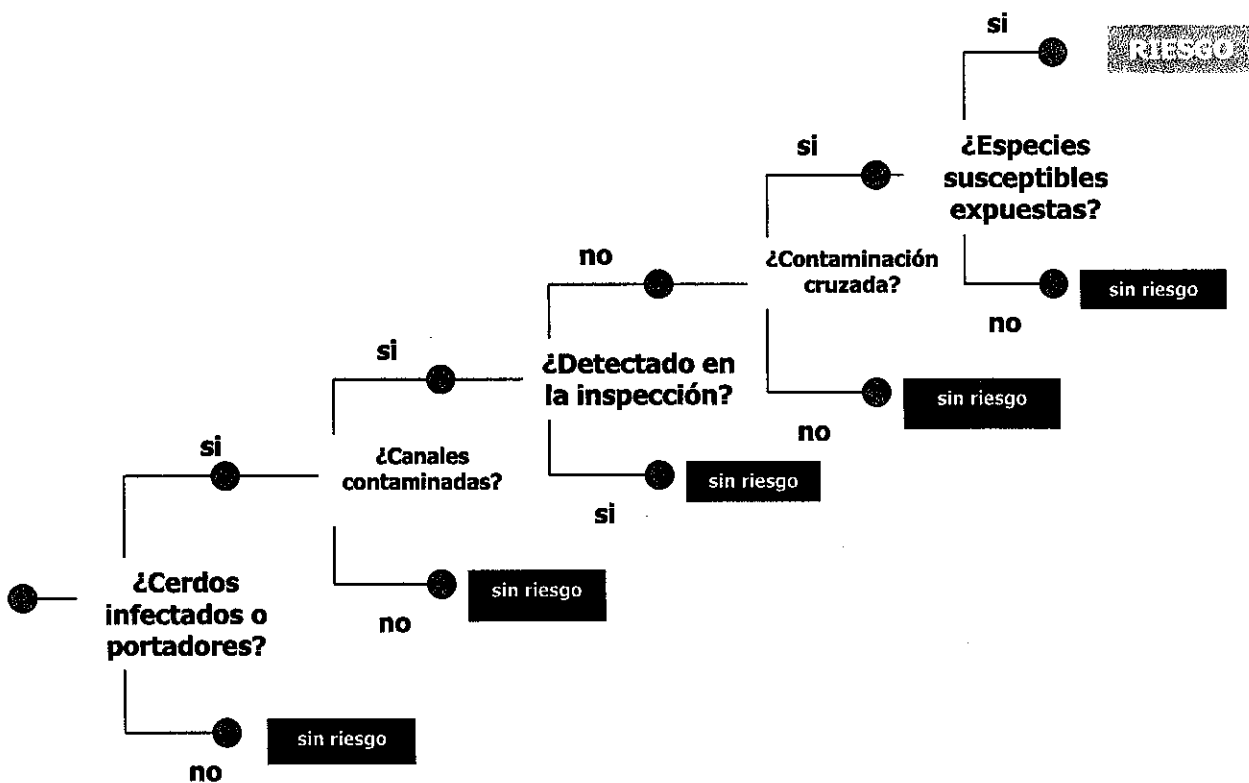 si
RIESGO
si
¿Especies
susceptibles
expuestas?
no
¿Contaminación
cruzada?
sin riesgo
no
si
¿Detectado en
la inspección?
sin riesgo
no
si
¿Canales
contaminadas?
sin riesgo
si
¿Cerdos
infectados o
portadores?
sin riesgo
no
sin riesgo
no